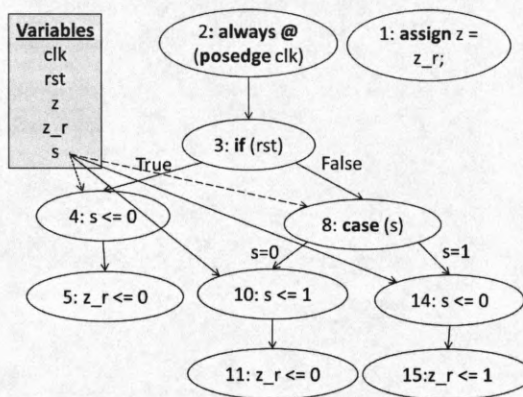 Variables
clk
rst
z
z_r
s
2: always @
(posedge clk)
1: assign z =
z_r;
3: if (rst)
True
False
4: s <= 0
8: case (s)
s=0
s=1
5: z_r <= 0
10: s <= 1
14: s <= 0
11: z_r <= 0
15:z_r <= 1